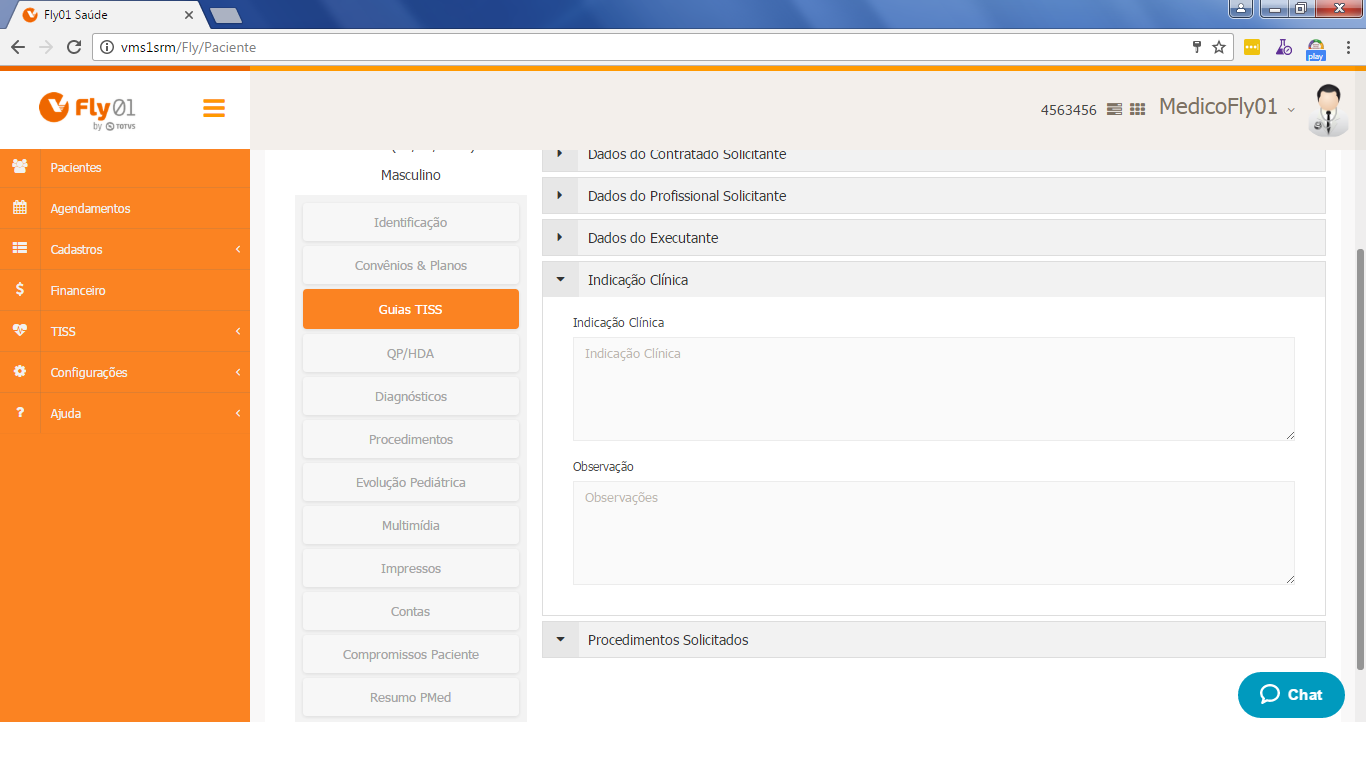 Fly01 Saúde
vms1srm/Fly/Paciente
play
Fly01
by TOTVS
4563456
MedicoFly01
Pacientes
Agendamentos
Cadastros
Financeiro
TISS
Configurações
Ajuda
Masculino
Identificação
Convênios & Planos
Guias TISS
QP/HDA
Diagnósticos
Procedimentos
Evolução Pediátrica
Multimídia
Impressos
Contas
Compromissos Paciente
Resumo PMed
Dados do Contratado Solicitante
Dados do Profissional Solicitante
Dados do Executante
Indicação Clínica
Indicação Clínica
Indicação Clínica
Observação
Observações
Procedimentos Solicitados
Chat